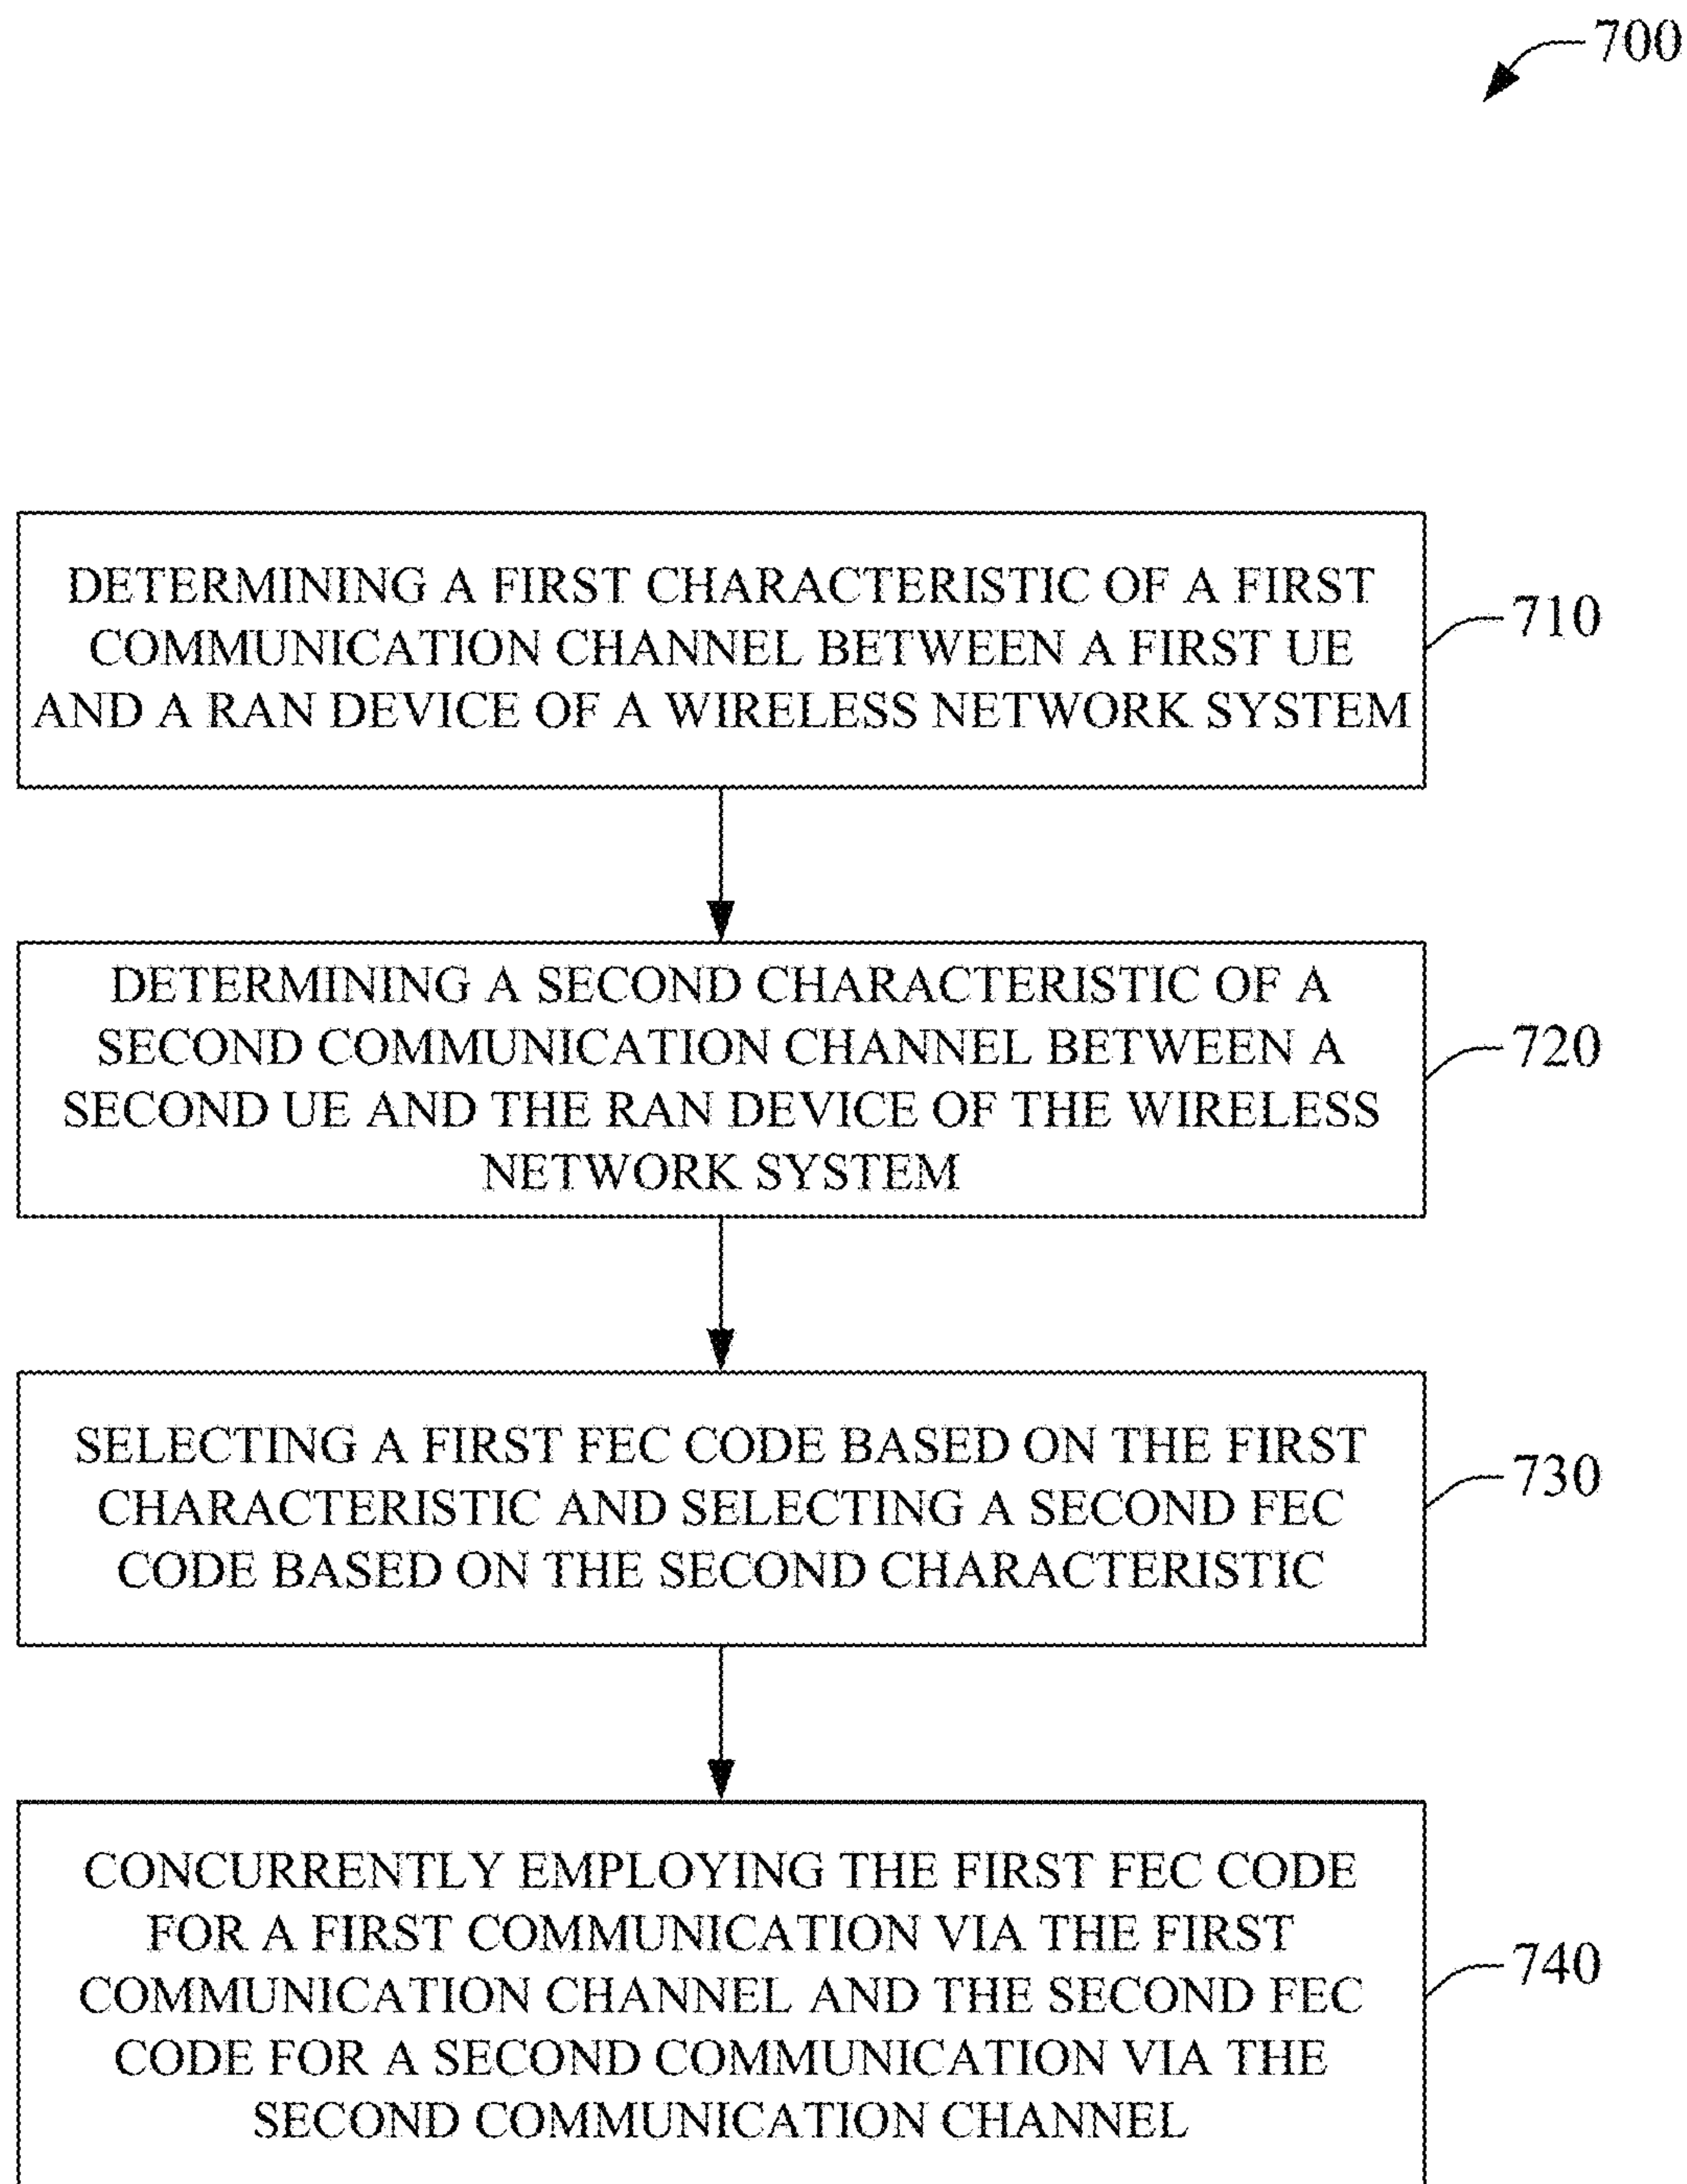 700
DETERMINING A FIRST CHARACTERISTIC OF A FIRST
COMMUNICATION CHANNEL BETWEEN A FIRST UE
AND A RAN DEVICE OF A WIRELESS NETWORK SYSTEM
710
DETERMINING A SECOND CHARACTERISTIC OF A
SECOND COMMUNICATION CHANNEL BETWEEN A
SECOND UE AND THE RAN DEVICE OF THE WIRELESS
NETWORK SYSTEM
720
SELECTING A FIRST FEC CODE BASED ON THE FIRST
CHARACTERISTIC AND SELECTING A SECOND FEC
CODE BASED ON THE SECOND CHARACTERISTIC
730
CONCURRENTLY EMPLOYING THE FIRST FEC CODE
FOR A FIRST COMMUNICATION VIA THE FIRST
COMMUNICATION CHANNEL AND THE SECOND FEC
CODE FOR A SECOND COMMUNICATION VIA THE
SECOND COMMUNICATION CHANNEL
740